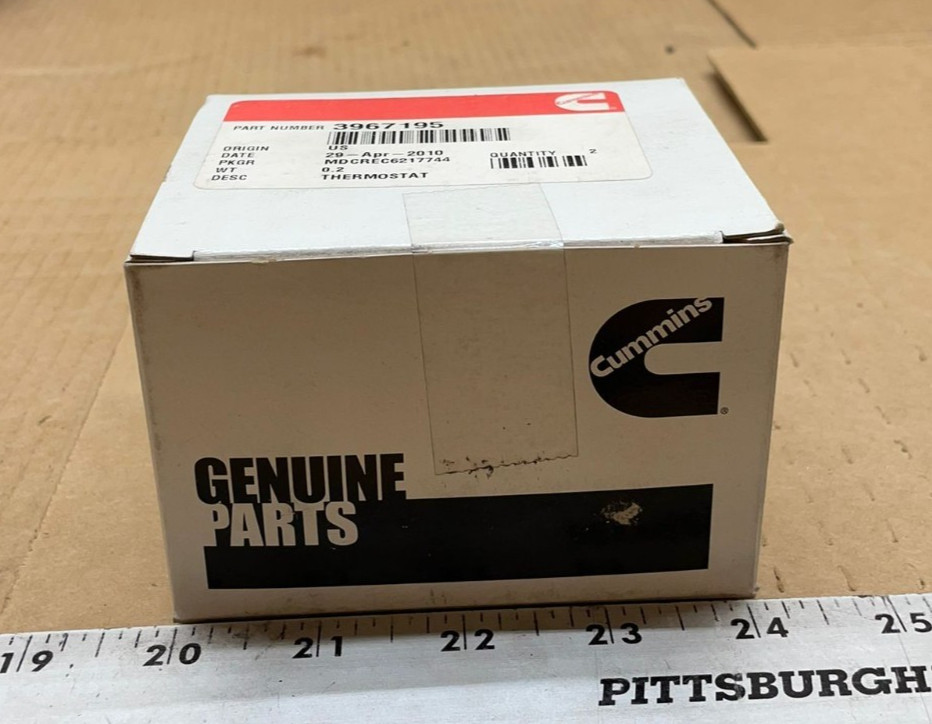 Cummins
PART NUMBER 3967195
ORIGIN US
DATE 29-Apr-2010 QUANTITY 2
PKGR MDCREC6217744
WT 0.2
DESC THERMOSTAT
Cummins
®
GENUINE
PARTS
19 20 21 22 23 24 25
PITTSBURGH